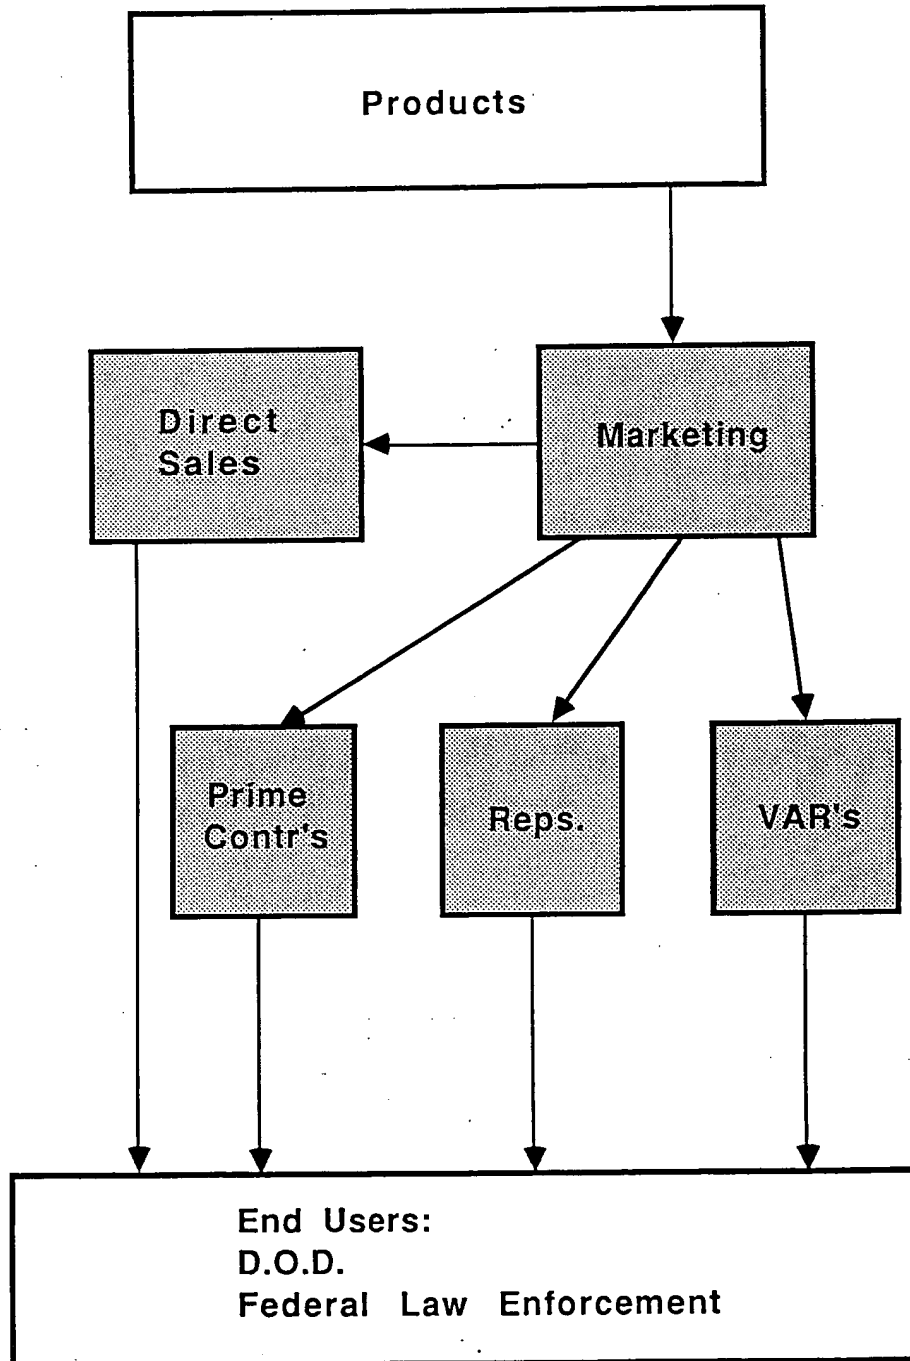 Products
Direct
Sales
Marketing
Prime
Contr's
Reps.
VAR's
End Users:
D.O.D.
Federal Law Enforcement